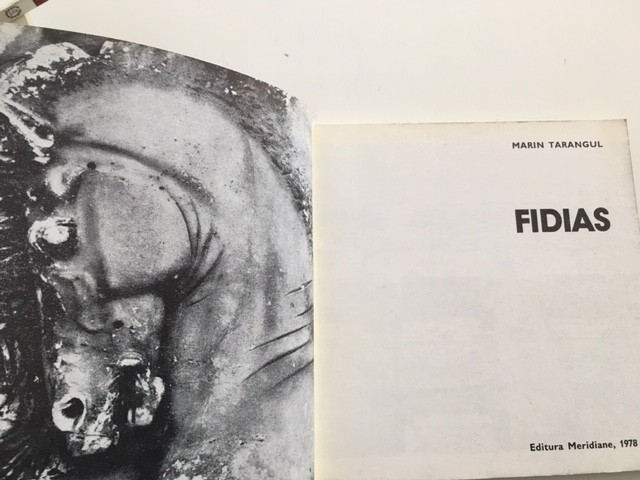 MARIN TARANGUL
FIDIAS
Editura Meridiane, 1978